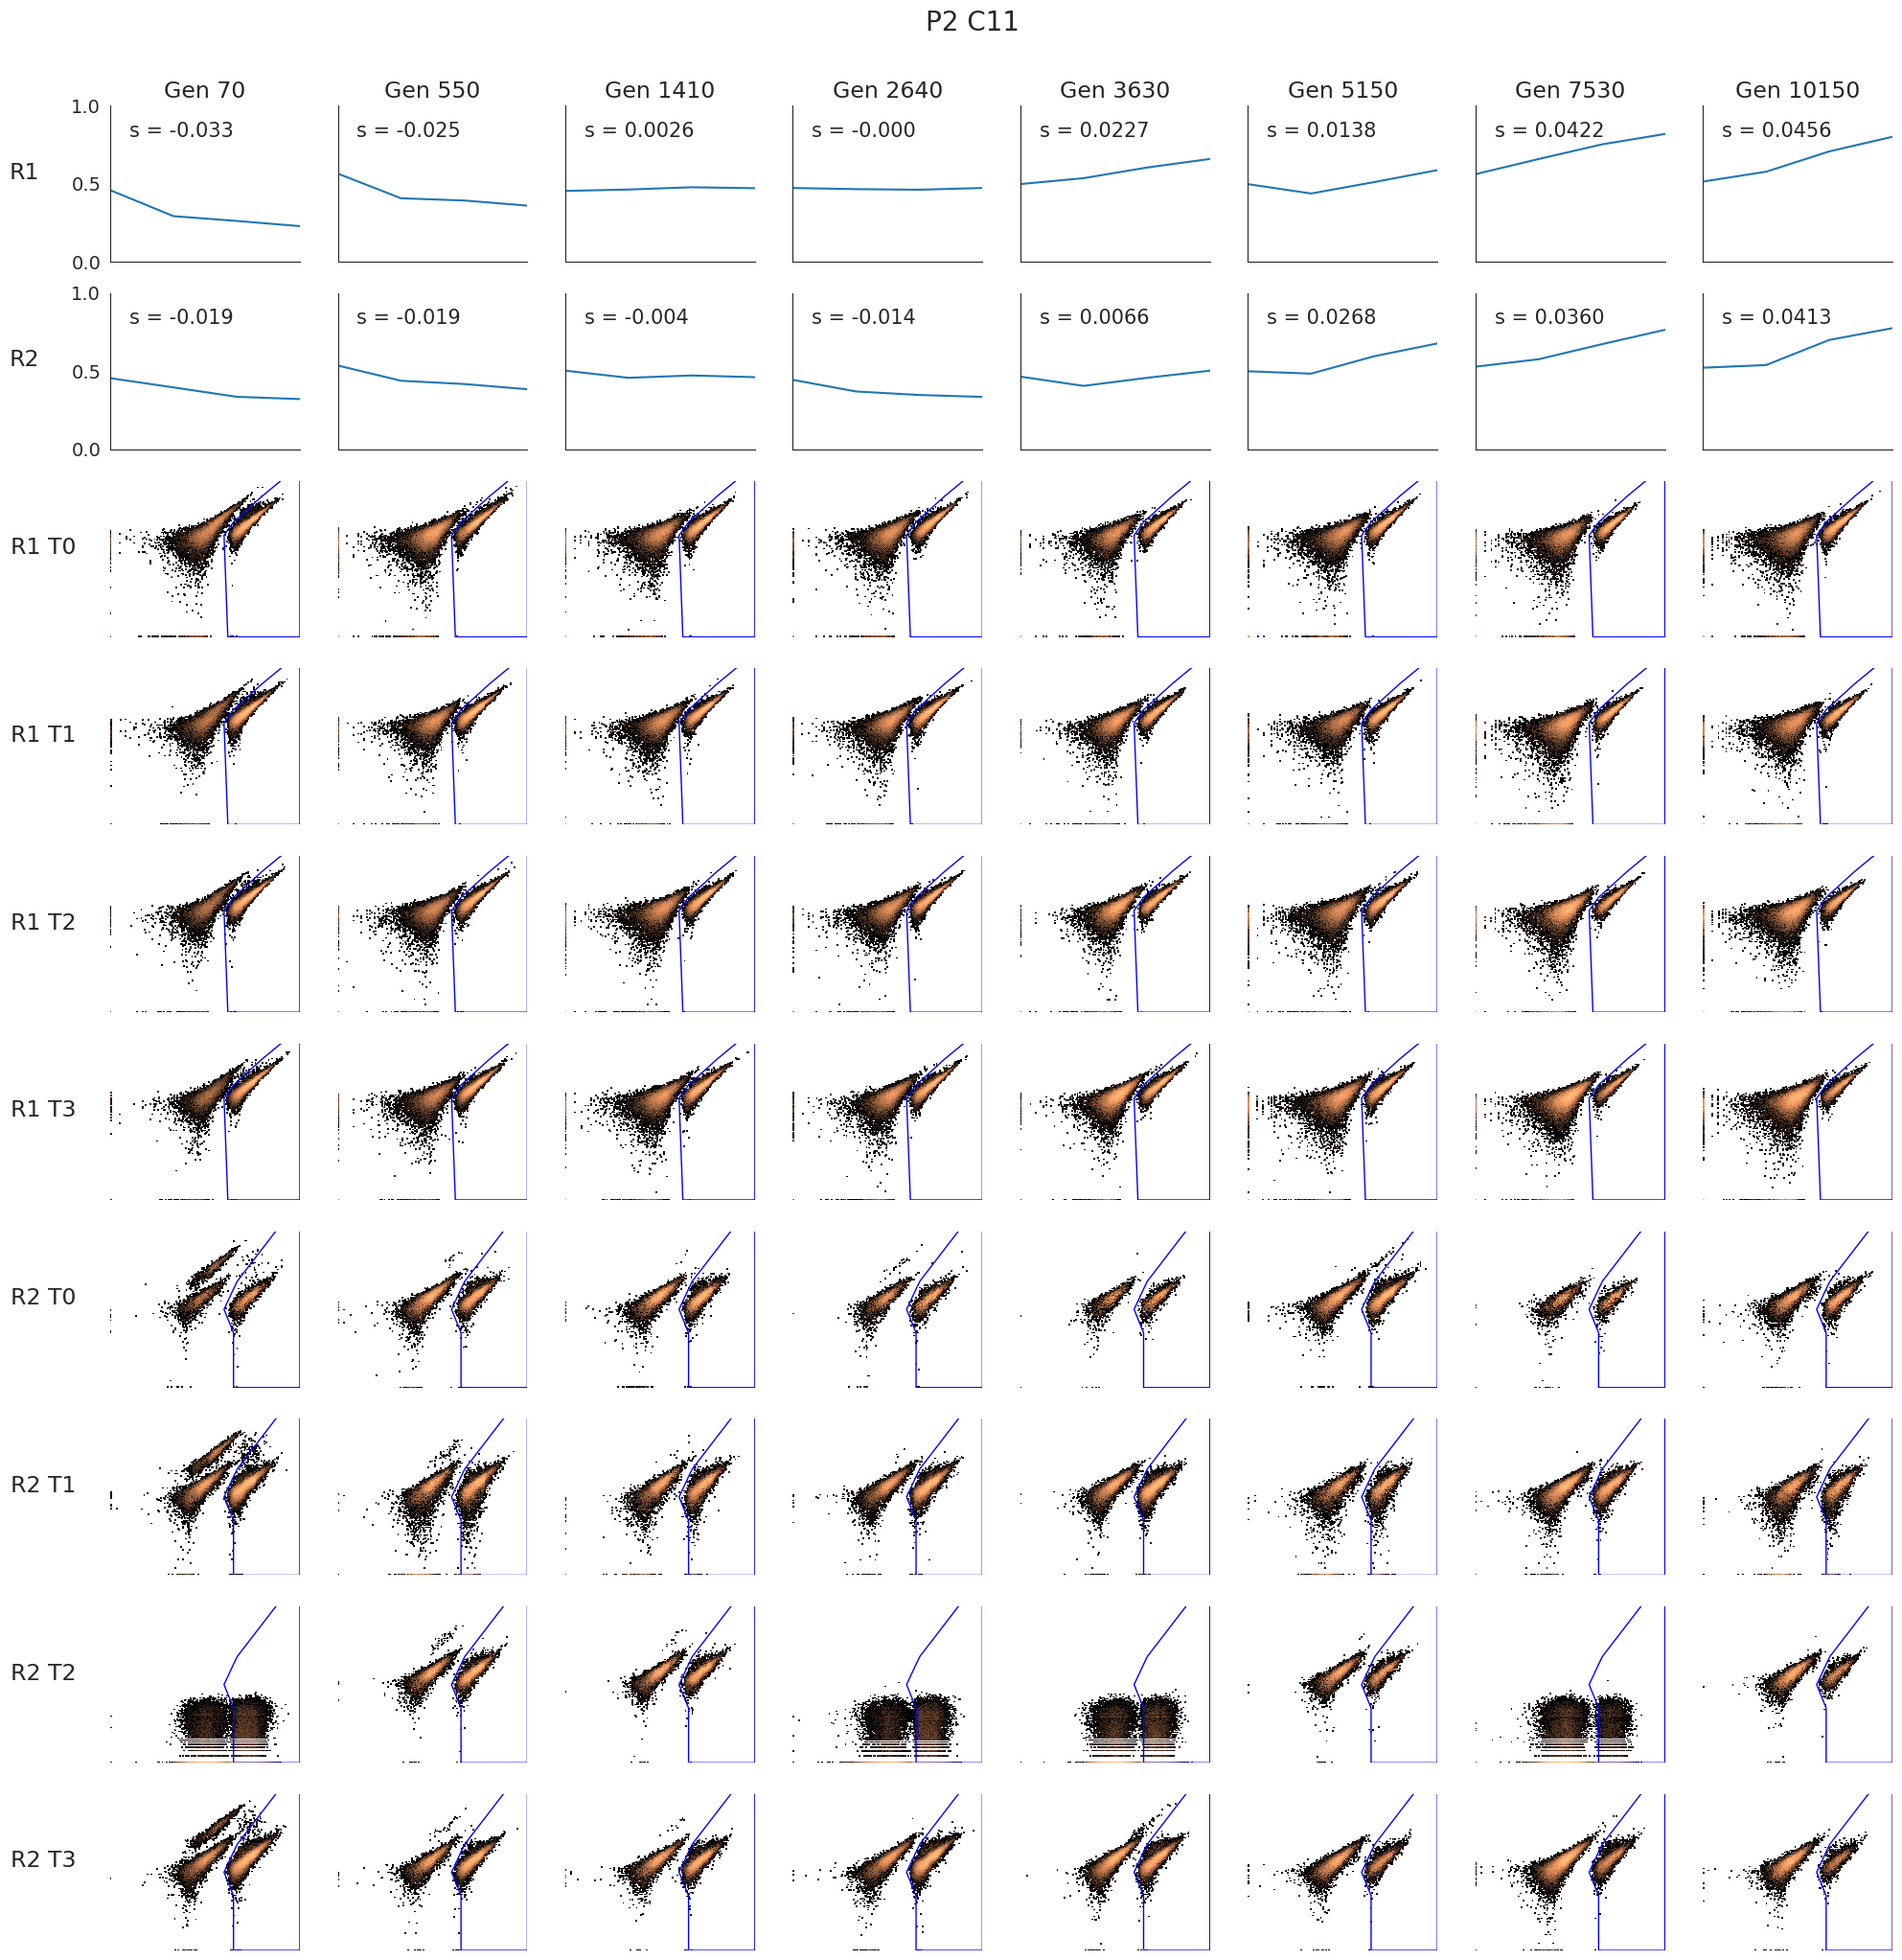 P2 C11
Gen 70 Gen 550 Gen 1410 Gen 2640 Gen 3630 Gen 5150 Gen 7530 Gen 10150
1.0
s = -0.033 s = -0.025 s = 0.0026 s = -0.000 s = 0.0227 s = 0.0138 s = 0.0422 s = 0.0456
R1
0.5
0.0
1.0
s = -0.019 s = -0.019 s = -0.004 s = -0.014 s = 0.0066 s = 0.0268 s = 0.0360 s = 0.0413
R2
0.5
0.0
R1 T0
R1 T1
R1 T2
R1 T3
R2 T0
R2 T1
R2 T2
R2 T3